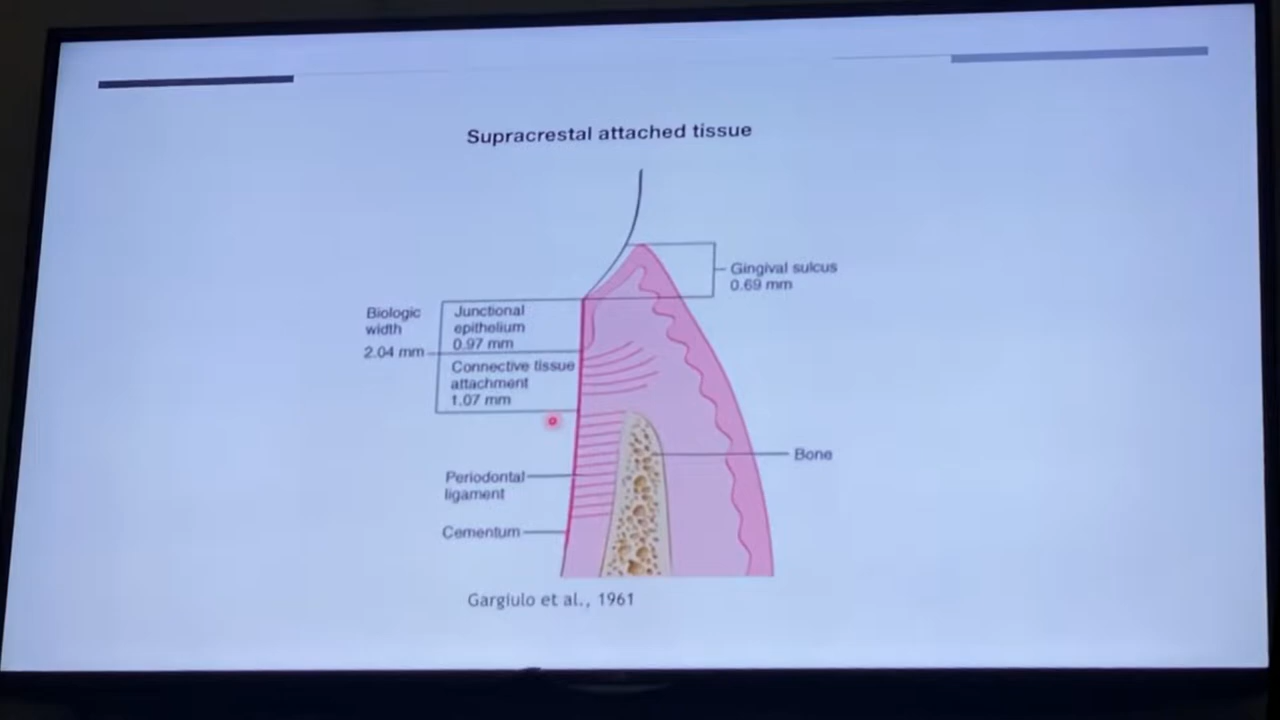 Supracrestal attached tissue
Gingival sulcus
0.69 mm
Biologic
width
2.04 mm
Junctional
epithelium
0.97 mm
Connective tissue
attachment
1.07 mm
Bone
Periodontal
ligament
Cementum
Gargiulo et al., 1961